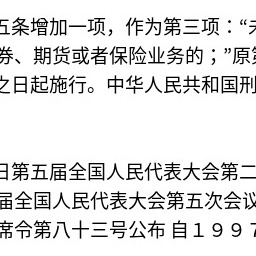 五条增加一项，作为第三项：“未
券、期货或者保险业务的；”原第
之日起施行。中华人民共和国刑
日第五届全国人民代表大会第二
届全国人民代表大会第五次会议
席令第八十三号公布 自１９９７